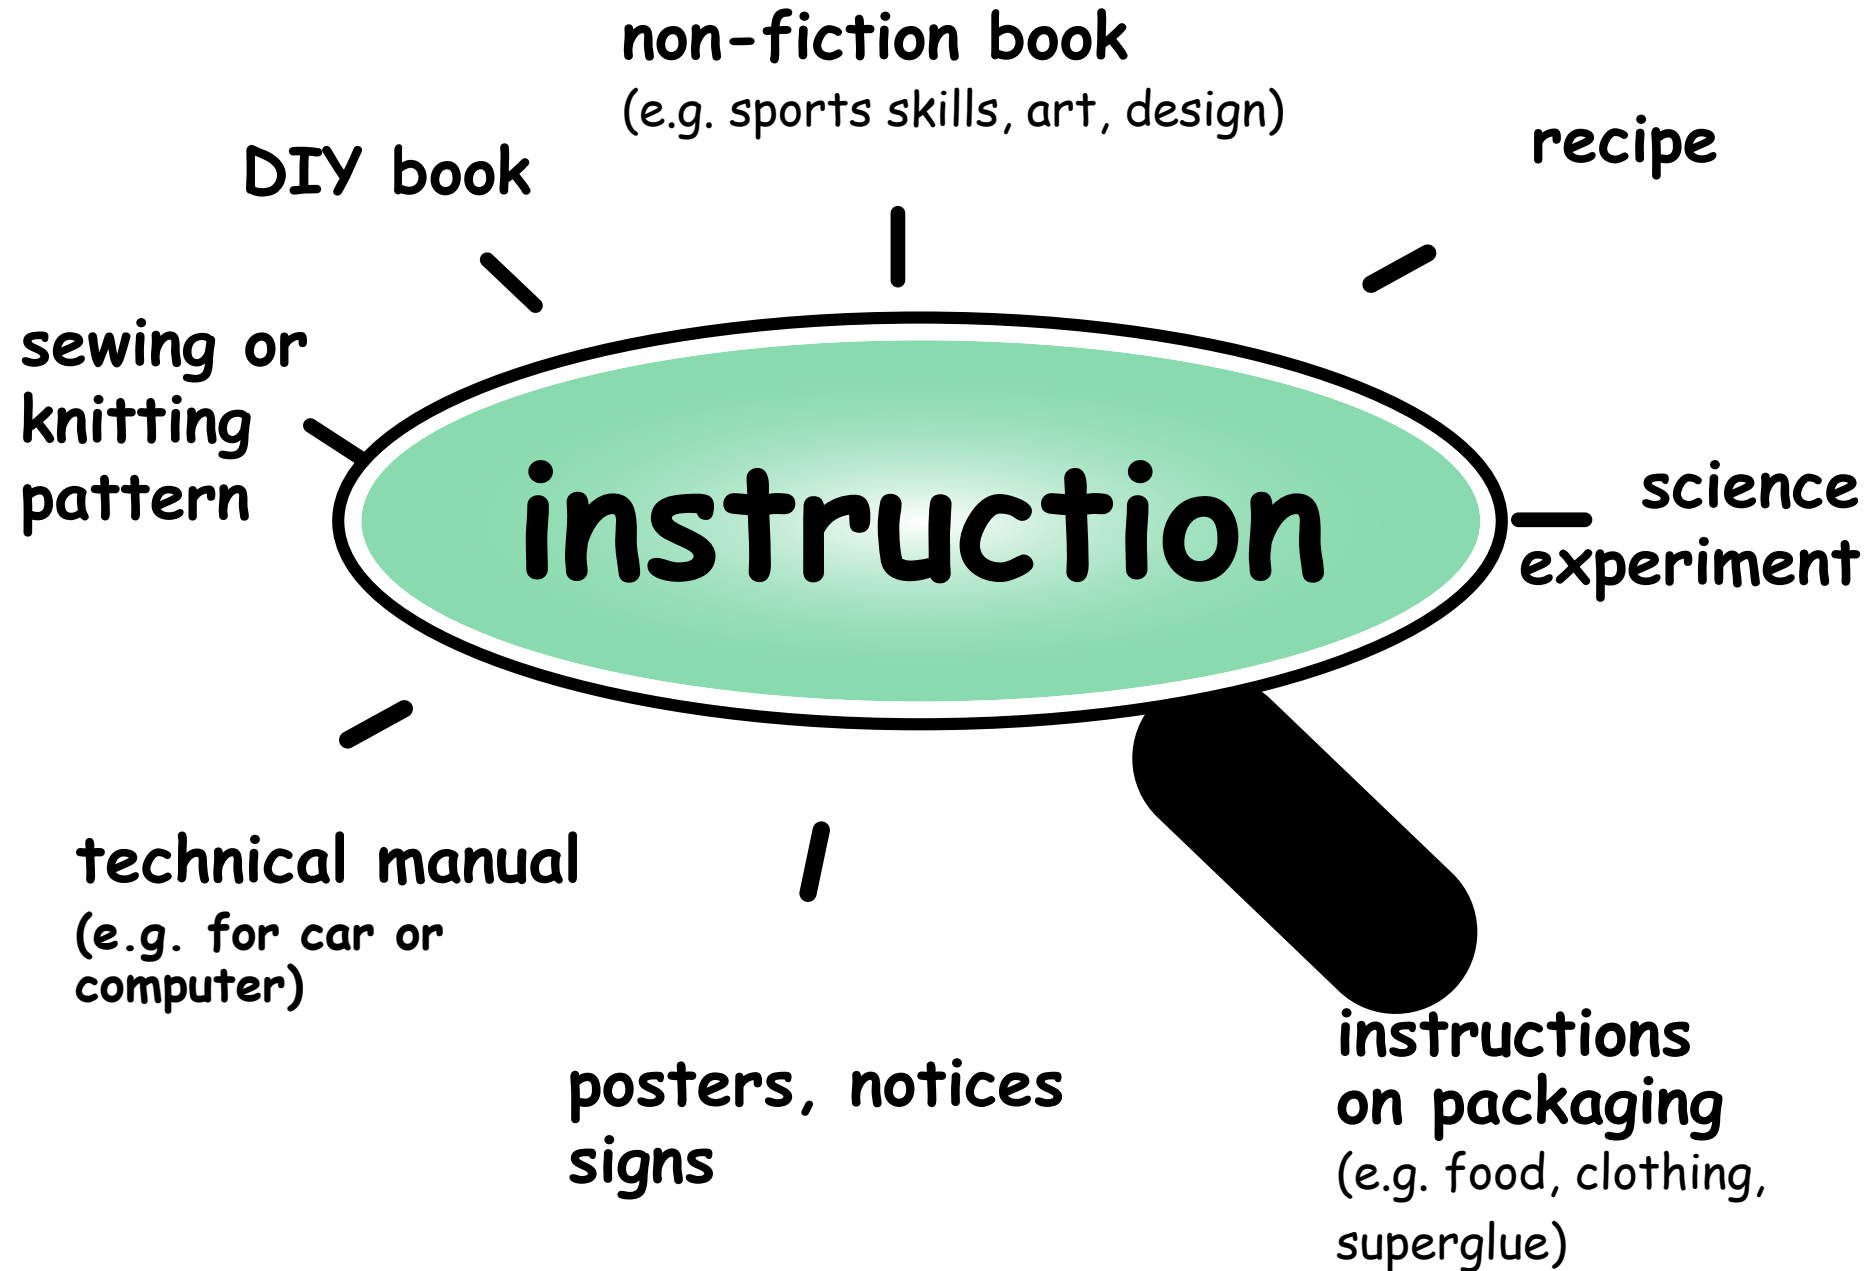 non-fiction book
(e.g. sports skills, art, design)
recipe
DIY book
sewing or
knitting
pattern
instruction
science
experiment
technical manual
(e.g. for car or
computer)
posters, notices
signs
instructions
on packaging
(e.g. food, clothing,
superglue)